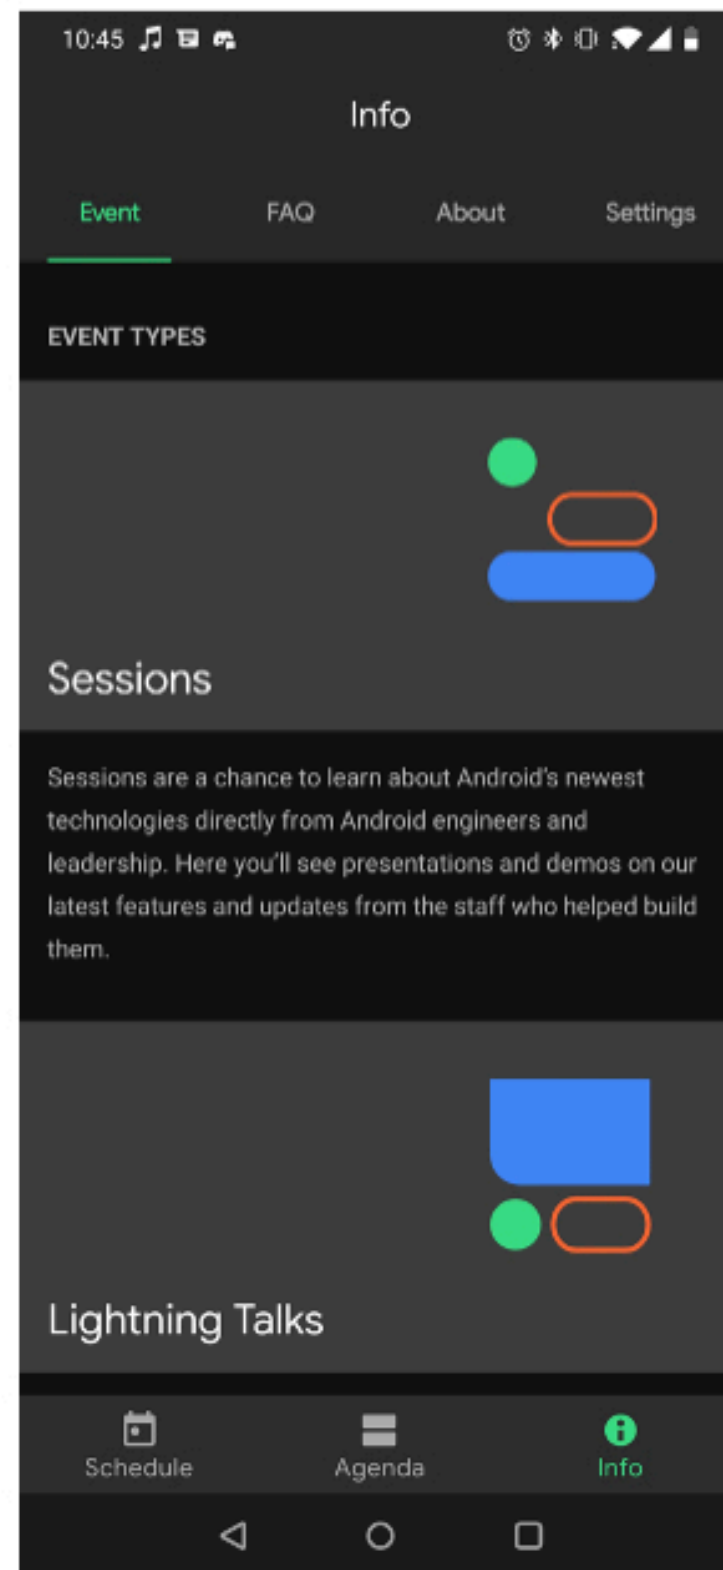 10:45
Info
Event FAQ About Settings
EVENT TYPES
Sessions
Sessions are a chance to learn about Android's newest
technologies directly from Android engineers and
leadership. Here you'll see presentations and demos on our
latest features and updates from the staff who helped build
them.
Lightning Talks
Schedule Agenda Info